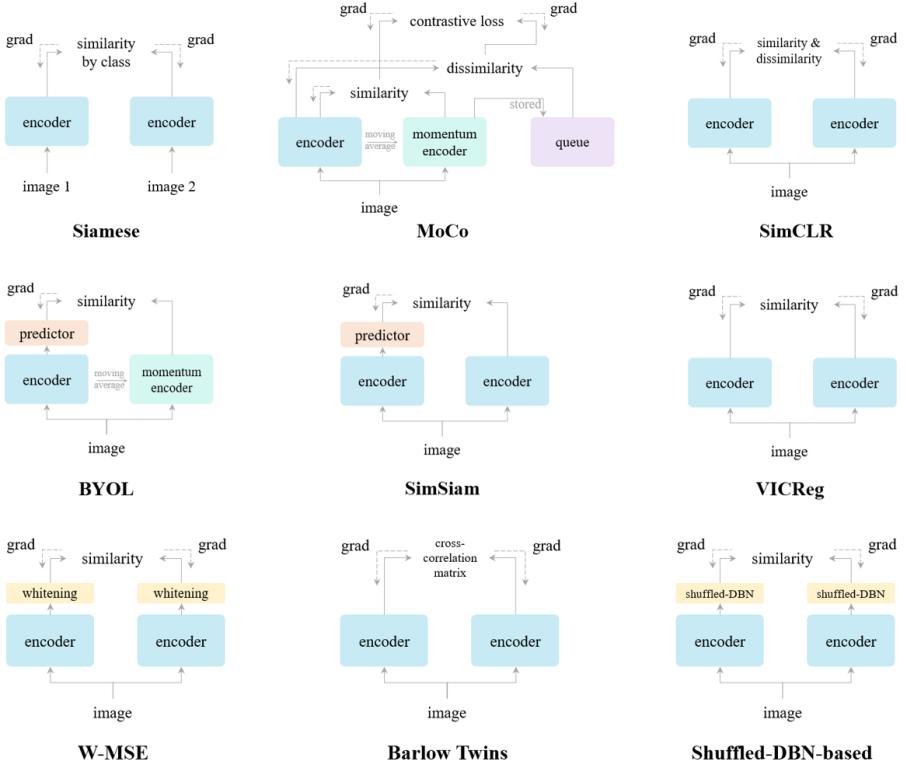 grad
similarity
by class
grad
encoder
encoder
image 1
image 2
Siamese
grad
contrastive loss
grad
dissimilarity
similarity
stored
encoder
moving
average
momentum
encoder
queue
image
MoCo
grad
similarity &
dissimilarity
grad
encoder
encoder
image
SimCLR
grad
similarity
predictor
encoder
moving
average
momentum
encoder
image
BYOL
grad
similarity
predictor
encoder
encoder
image
SimSiam
grad
similarity
grad
encoder
encoder
image
VICReg
grad
similarity
grad
whitening
whitening
encoder
encoder
image
W-MSE
grad
cross-
correlation
matrix
grad
encoder
encoder
image
Barlow Twins
grad
similarity
grad
shuffled-DBN
shuffled-DBN
encoder
encoder
image
Shuffled-DBN-based